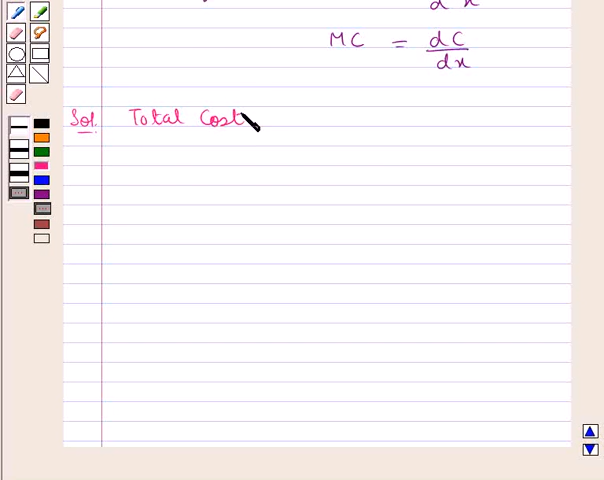 d x
MC = dC
dx
Sol. Total Cost